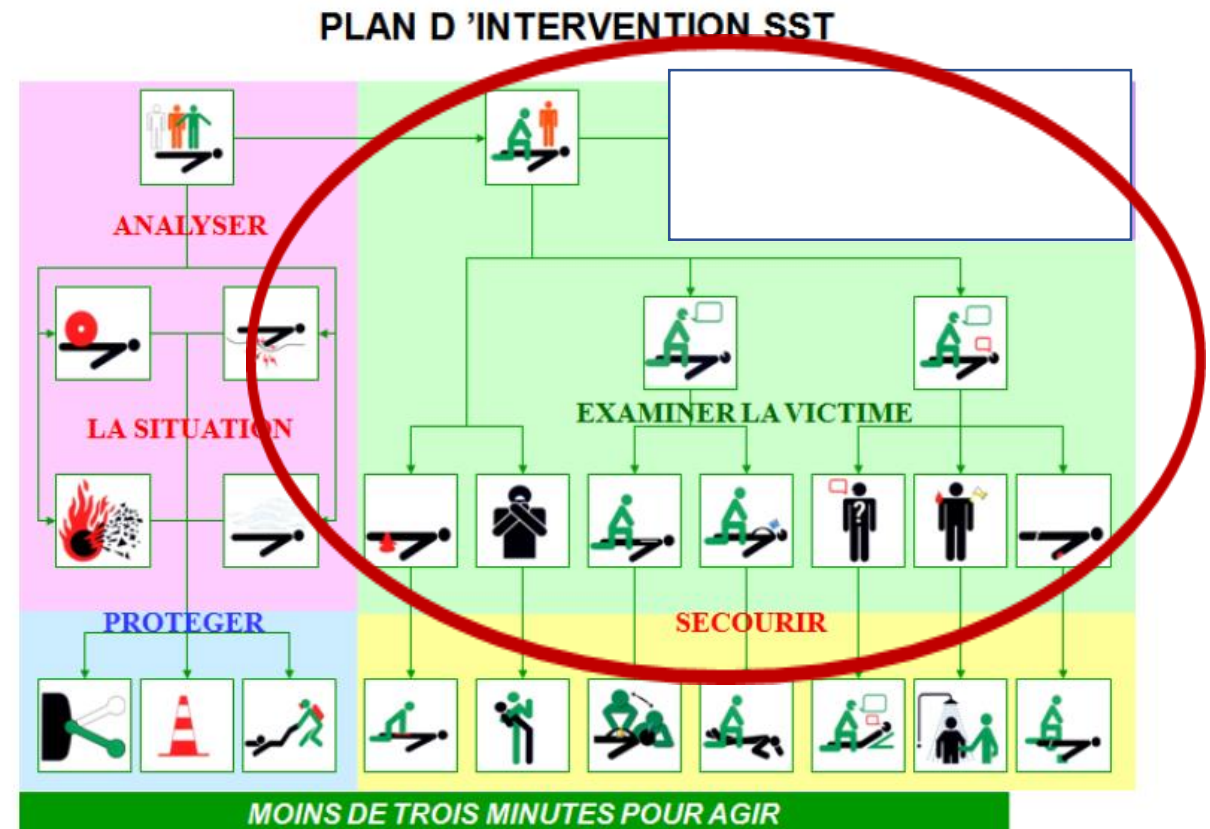 PLAN D ’INTERVENTION SST
ANALYSER
LA SITUATION
EXAMINER LA VICTIME
?
PROTEGER
SECOURIR
MOINS DE TROIS MINUTES POUR AGIR